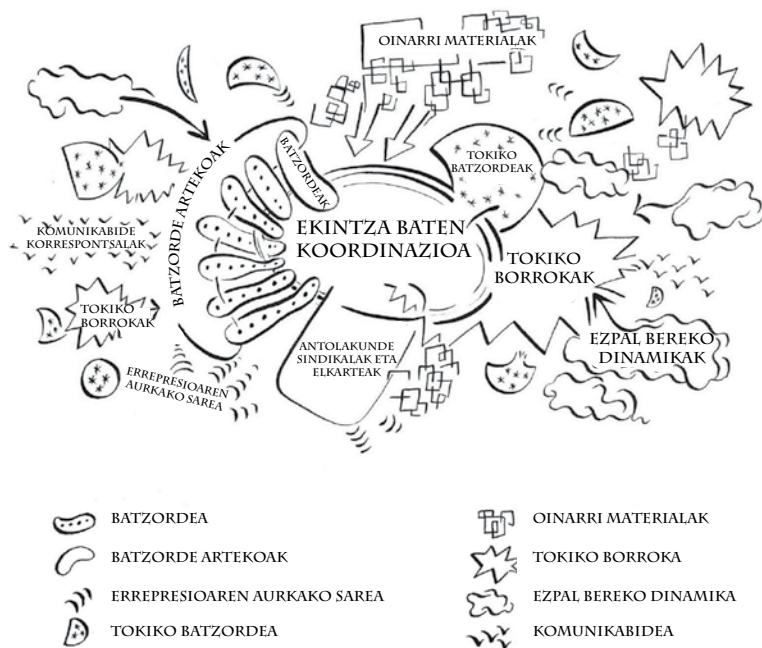 OINARRI MATERIALAK
BATZORDE ARTEKOAK
BATZORDEAK
TOKIKO
BATZORDEAK
KOMUNIKABIDE
KORRESPONTSALAK
EKINTZA BATEN
KOORDINAZIOA
TOKIKO
BORROKAK
TOKIKO
BORROKAK
ANTOLAKUNDE
SINDIKALAK ETA
ELKARTEAK
EZPAL BEREKO
DINAMIKAK
ERREPRESIOAREN
AURKAKO SAREA
BATZORDEA
BATZORDE ARTEKOAK
ERREPRESIOAREN AURKAKO SAREA
TOKIKO BATZORDEA
OINARRI MATERIALAK
TOKIKO BORROKA
EZPAL BEREKO DINAMIKA
KOMUNIKABIDEA